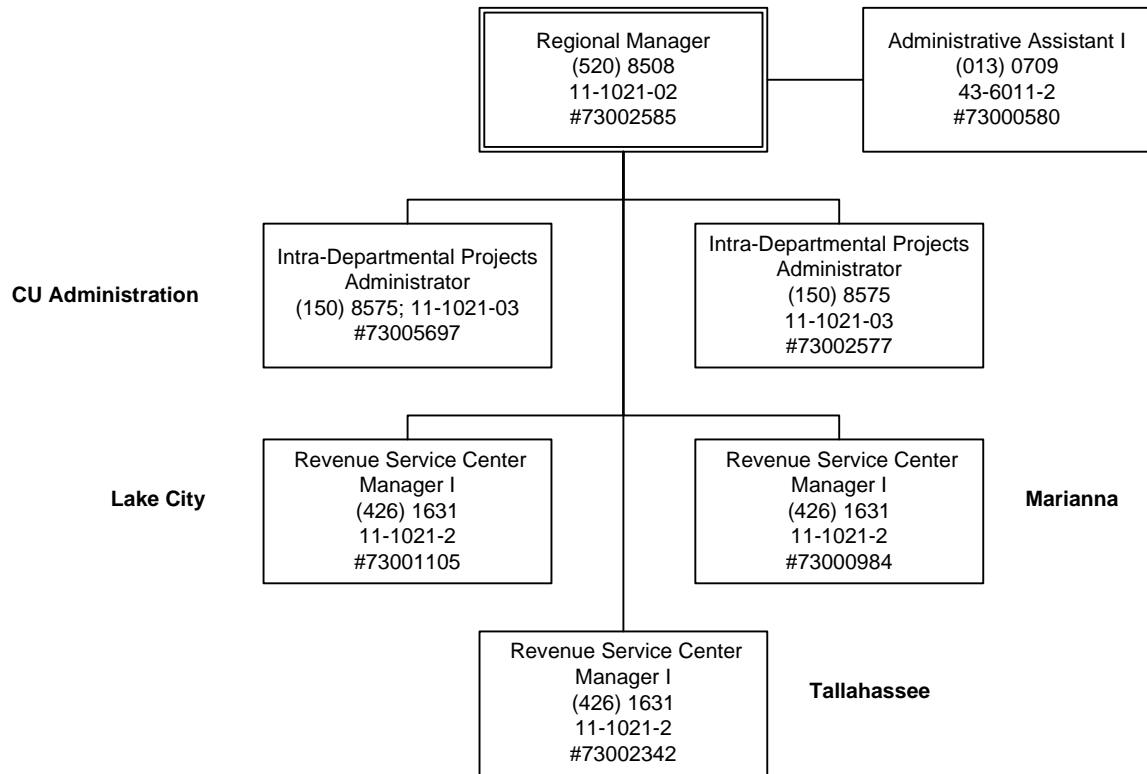 Regional Manager
(520) 8508
11-1021-02
#73002585
Administrative Assistant I
(013) 0709
43-6011-2
#73000580
CU Administration
Intra-Departmental Projects
Administrator
(150) 8575; 11-1021-03
#73005697
Intra-Departmental Projects
Administrator
(150) 8575
11-1021-03
#73002577
Lake City
Revenue Service Center
Manager I
(426) 1631
11-1021-2
#73001105
Revenue Service Center
Manager I
(426) 1631
11-1021-2
#73000984
Marianna
Revenue Service Center
Manager I
(426) 1631
11-1021-2
#73002342
Tallahassee